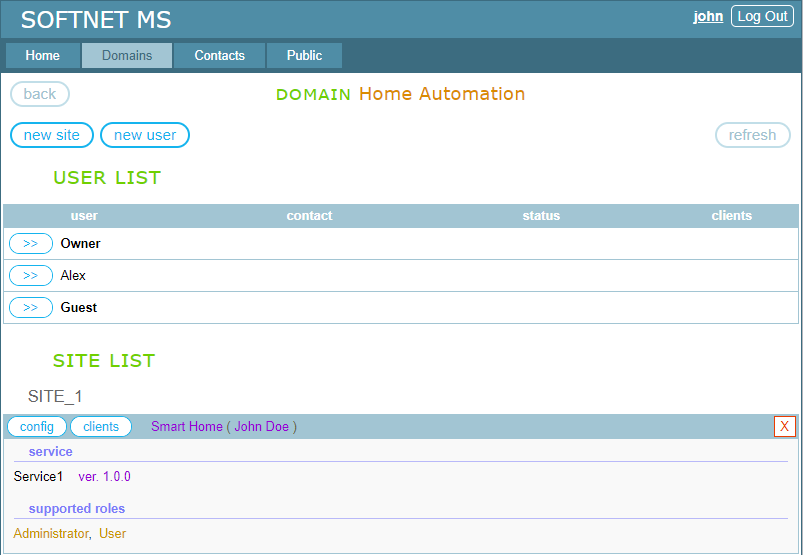 SOFTNET MS
john Log Out
Home Domains Contacts Public
back DOMAIN Home Automation
new site new user refresh
USER LIST
user contact status clients
>> Owner
>> Alex
>> Guest
SITE LIST
SITE_1
config clients Smart Home ( John Doe ) X
service
Service1 ver. 1.0.0
supported roles
Administrator, User